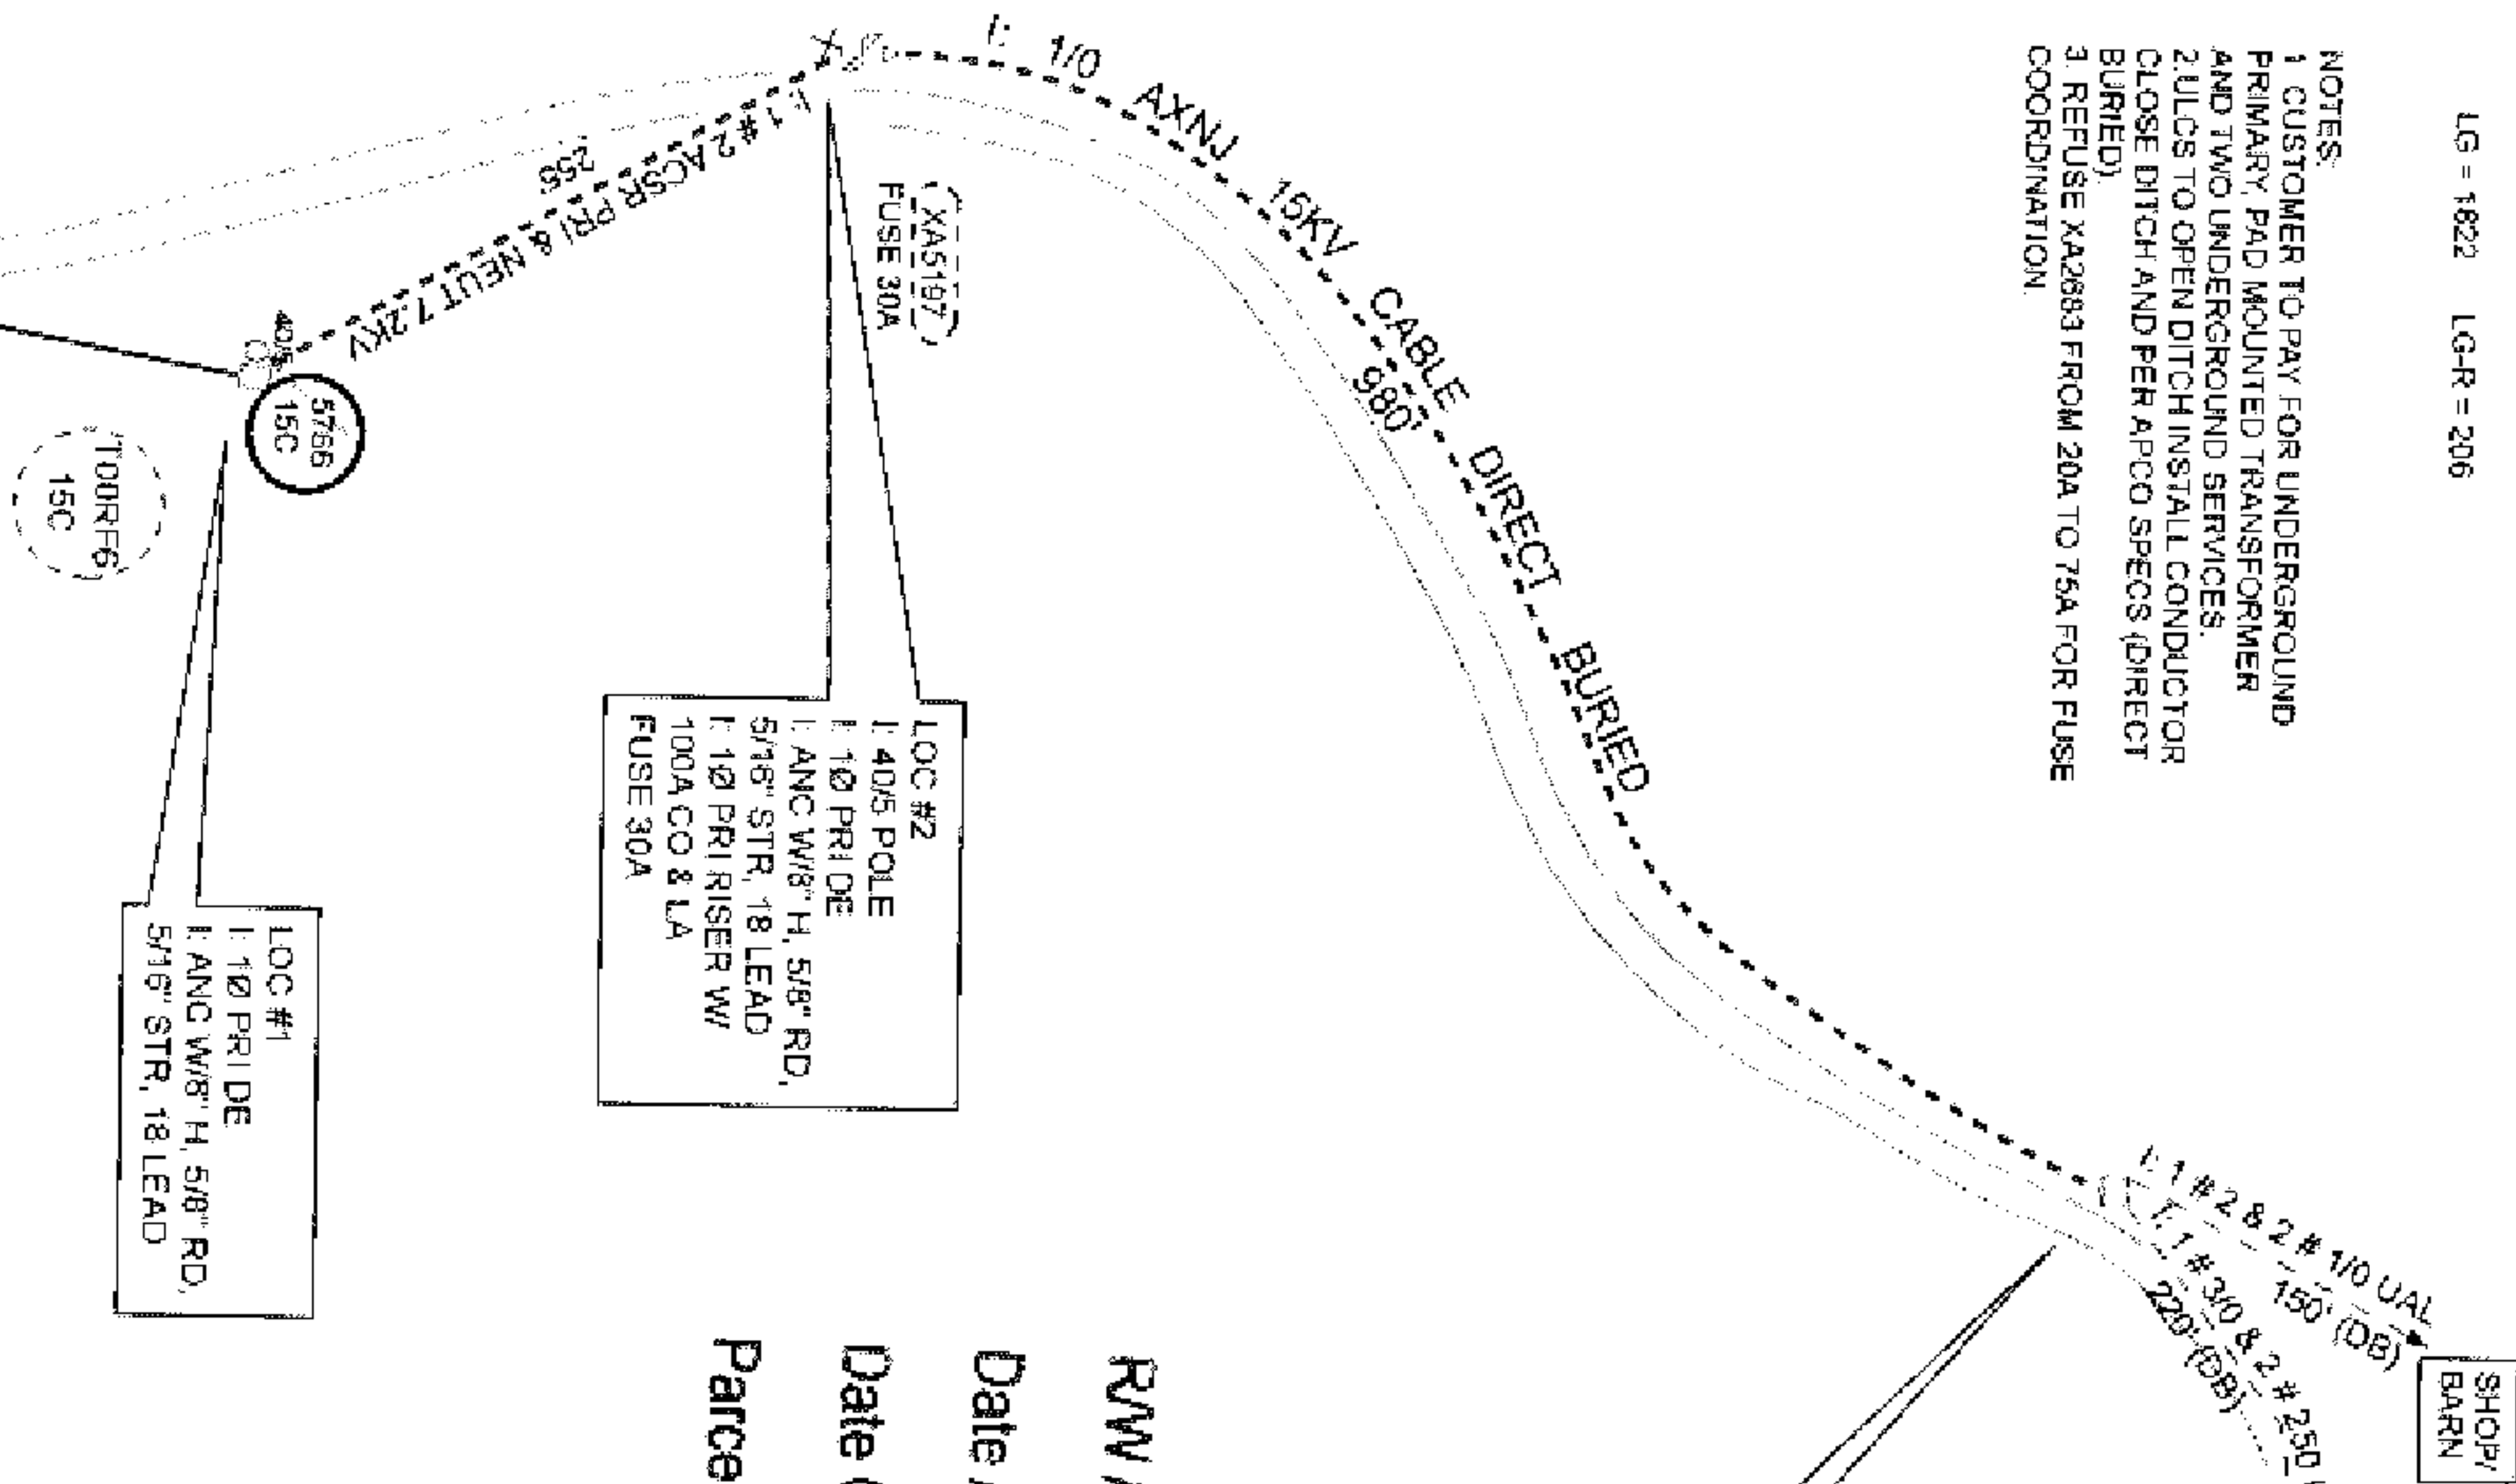 LG = 1822 LG-R = 206
NOTES:
1 CUSTOMER TO PAY FOR UNDERGROUND
PRIMARY, PAD MOUNTED TRANSFORMER
AND TWO UNDERGROUND SERVICES.
2.ULCS TO OPEN DITCH INSTALL CONDUCTOR
CLOSE DITCH AND PER APCO SPECS (DIRECT
BURIED).
3. REFUSE XA2683 FROM 20A TO 75A FOR FUSE
COORDINATION.
I: 1/0 AXNJ 15KV CABLE DIRECT BURIED
980'
I: 1 # 2 & 2 # 1/0 UAL
150' (DB)
I: 1 # 3/0 & 2 # 250
220' (DB)
SHOP/
BARN
(XA5197)
FUSE 30A
I: 1 # 2 ACSR PRI & NEUT 7.2KV
LOC #2
I: 40/5 POLE
I: 1Ø PRI DE
I: ANC W/8" H, 5/8" RD,
5/16" STR, 18 LEAD
I: 1Ø PRI RISER W/
100A CO & LA
FUSE 30A
40/5
5766
15C
T00RF6
15C
LOC #1
I: 1Ø PRI DE
I: ANC W/8" H, 5/8" RD,
5/16" STR, 18 LEAD
R/W
Date
Date
Parce